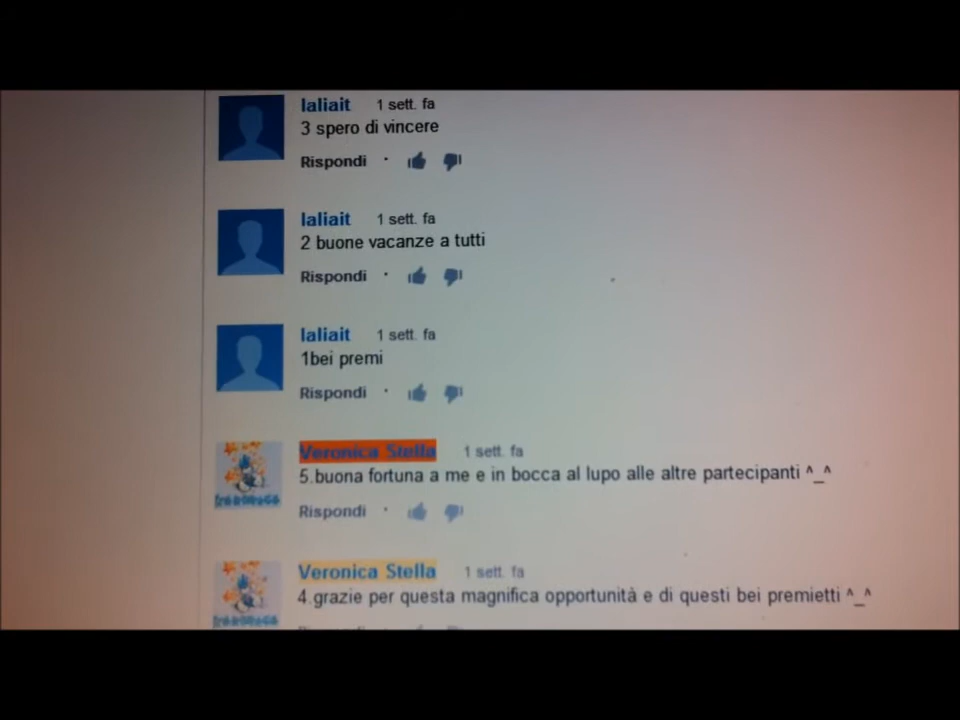 laliait 1 sett. fa
3 spero di vincere
Rispondi ·
laliait 1 sett. fa
2 buone vacanze a tutti
Rispondi ·
laliait 1 sett. fa
1bei premi
Rispondi ·
Veronica Stella 1 sett. fa
5.buona fortuna a me e in bocca al lupo alle altre partecipanti ^_^
Rispondi ·
Veronica Stella 1 sett. fa
4.grazie per questa magnifica opportunità e di questi bei premietti ^_^